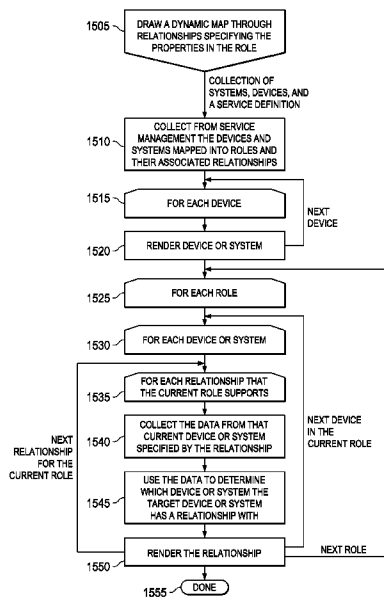 1505
DRAW A DYNAMIC MAP THROUGH
RELATIONSHIPS SPECIFYING THE
PROPERTIES IN THE ROLE
COLLECTION OF
SYSTEMS, DEVICES, AND
A SERVICE DEFINITION
1510
COLLECT FROM SERVICE
MANAGEMENT THE DEVICES AND
SYSTEMS MAPPED INTO ROLES AND
THEIR ASSOCIATED RELATIONSHIPS
1515
FOR EACH DEVICE
NEXT
DEVICE
1520
RENDER DEVICE OR SYSTEM
1525
FOR EACH ROLE
1530
FOR EACH DEVICE OR SYSTEM
1535
FOR EACH RELATIONSHIP THAT
THE CURRENT ROLE SUPPORTS
NEXT
RELATIONSHIP
FOR THE
CURRENT ROLE
1540
COLLECT THE DATA FROM THAT
CURRENT DEVICE OR SYSTEM
SPECIFIED BY THE RELATIONSHIP
NEXT DEVICE
IN THE
CURRENT ROLE
1545
USE THE DATA TO DETERMINE
WHICH DEVICE OR SYSTEM THE
TARGET DEVICE OR SYSTEM
HAS A RELATIONSHIP WITH
1550
RENDER THE RELATIONSHIP
NEXT ROLE
1555
DONE